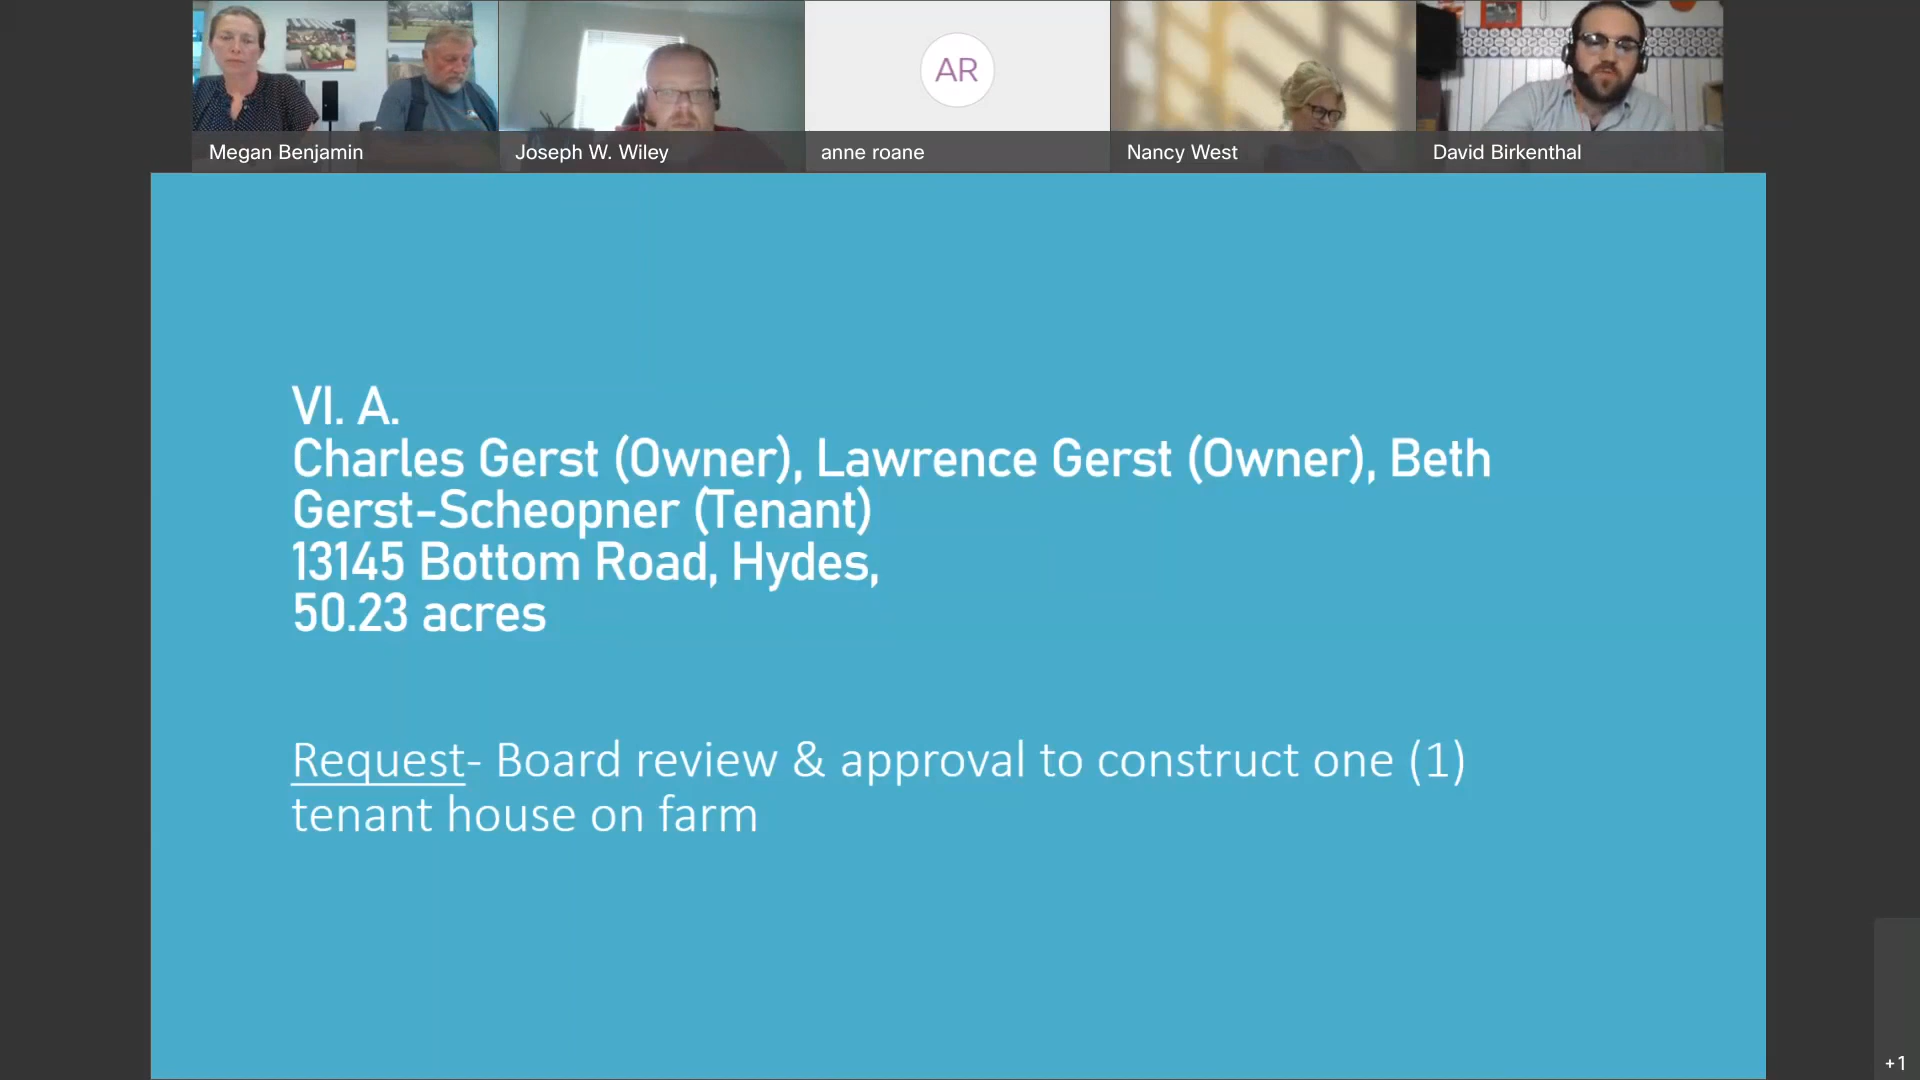 AR
Megan Benjamin
Joseph W. Wiley
anne roane
Nancy West
David Birkenthal
VI. A.
Charles Gerst (Owner), Lawrence Gerst (Owner), Beth
Gerst-Scheopner (Tenant)
13145 Bottom Road, Hydes,
50.23 acres
Request- Board review & approval to construct one (1)
tenant house on farm
+1